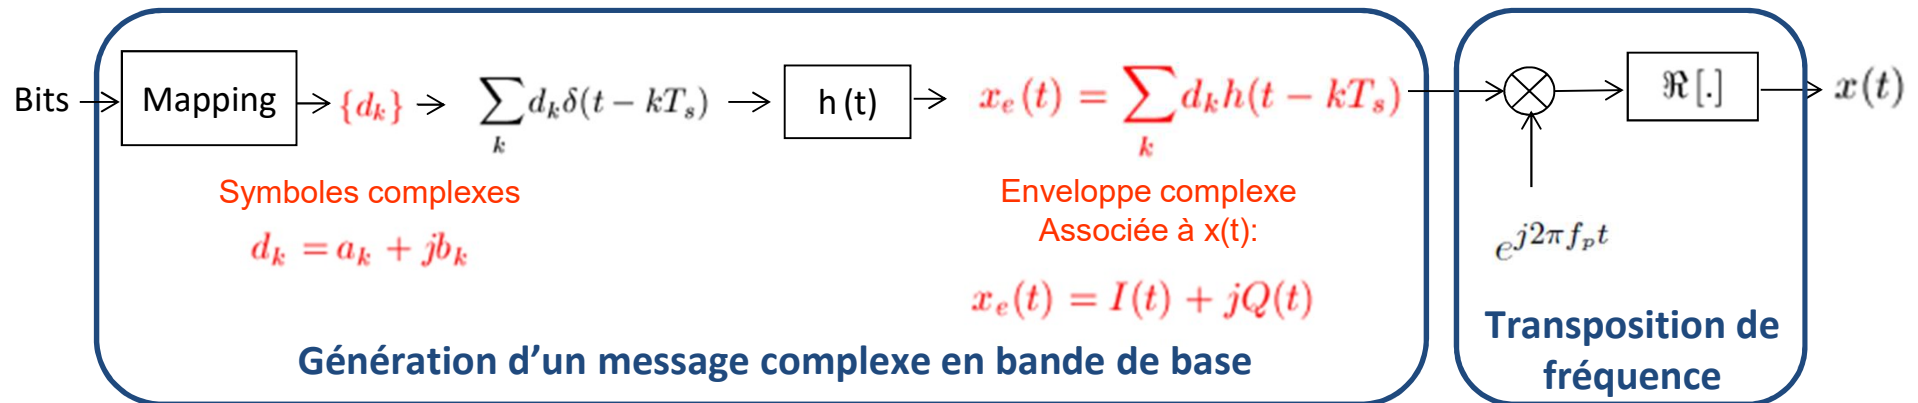 Bits
Mapping
{d_k}
∑_k d_k δ(t − kT_s)
h (t)
x_e(t) = ∑_k d_k h(t − kT_s)
ℜ[.]
x(t)
Symboles complexes
d_k = a_k + jb_k
Enveloppe complexe
Associée à x(t):
x_e(t) = I(t) + jQ(t)
e^{j2πf_p t}
Génération d’un message complexe en bande de base
Transposition de
fréquence